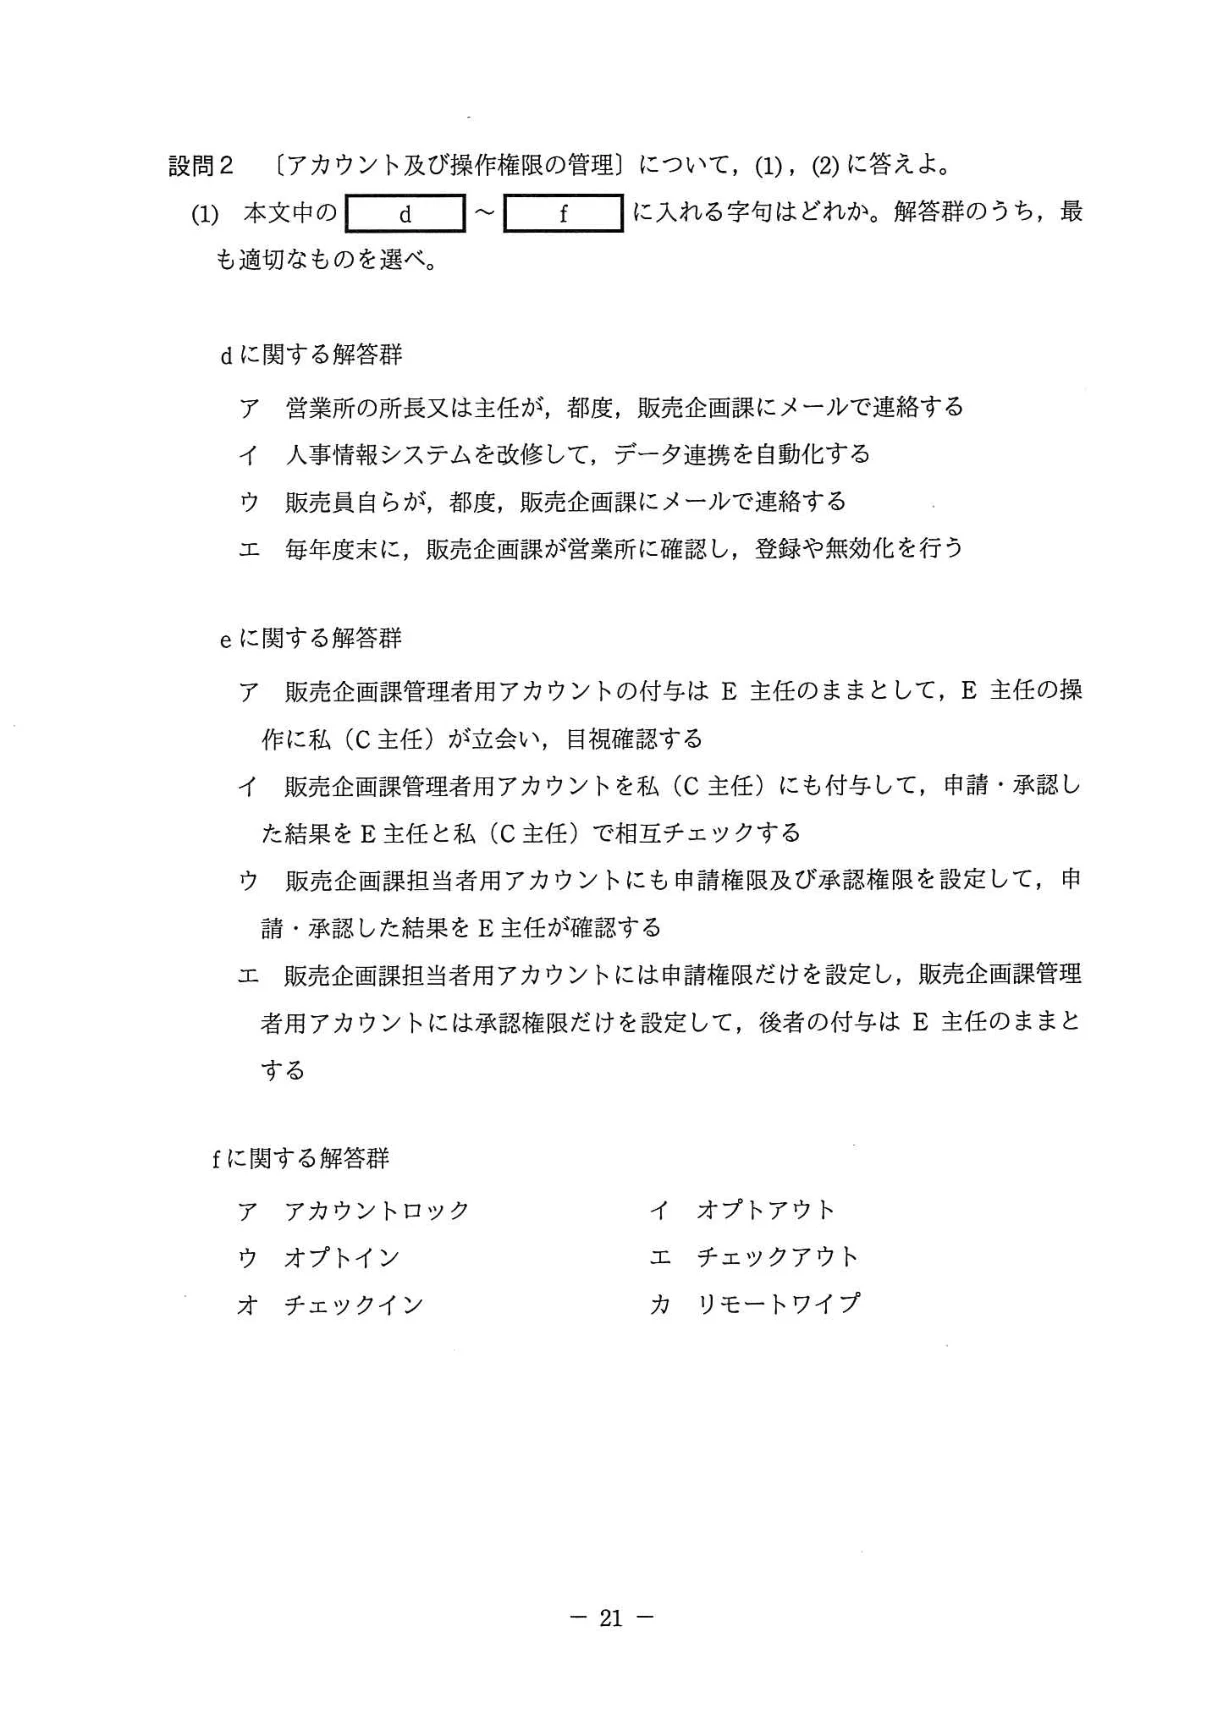 設問2　〔アカウント及び操作権限の管理〕について，(1)，(2)に答えよ。
(1)　本文中の d ～ f に入れる字句はどれか。解答群のうち，最
も適切なものを選べ。
dに関する解答群
ア　営業所の所長又は主任が，都度，販売企画課にメールで連絡する
イ　人事情報システムを改修して，データ連携を自動化する
ウ　販売員自らが，都度，販売企画課にメールで連絡する
エ　毎年度末に，販売企画課が営業所に確認し，登録や無効化を行う
eに関する解答群
ア　販売企画課管理者用アカウントの付与は E 主任のままとして，E 主任の操
作に私（C主任）が立会い，目視確認する
イ　販売企画課管理者用アカウントを私（C 主任）にも付与して，申請・承認し
た結果をE主任と私（C主任）で相互チェックする
ウ　販売企画課担当者用アカウントにも申請権限及び承認権限を設定して，申
請・承認した結果をE主任が確認する
エ　販売企画課担当者用アカウントには申請権限だけを設定し，販売企画課管理
者用アカウントには承認権限だけを設定して，後者の付与は E 主任のままと
する
fに関する解答群
ア　アカウントロック　イ　オプトアウト
ウ　オプトイン　エ　チェックアウト
オ　チェックイン　カ　リモートワイプ
－ 21 －